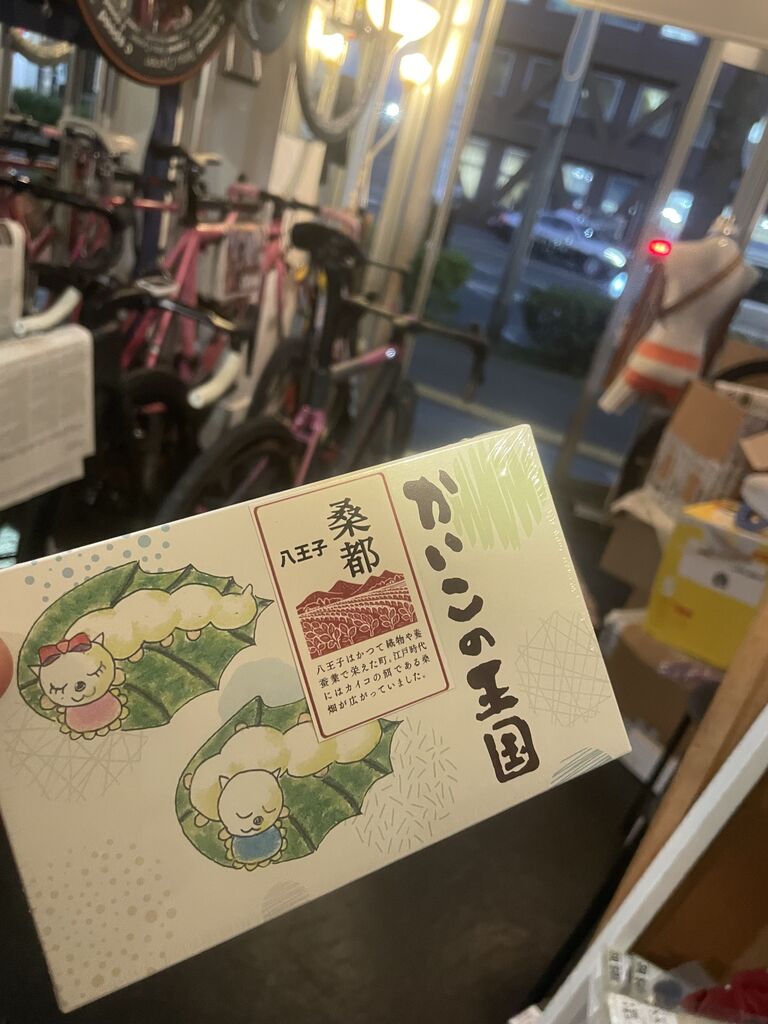 かいこの王国
桑都
八王子
八王子はかつて織物や養
蚕業で栄えた町。江戸時代
にはカイコの餌である桑
畑が広がっていました。